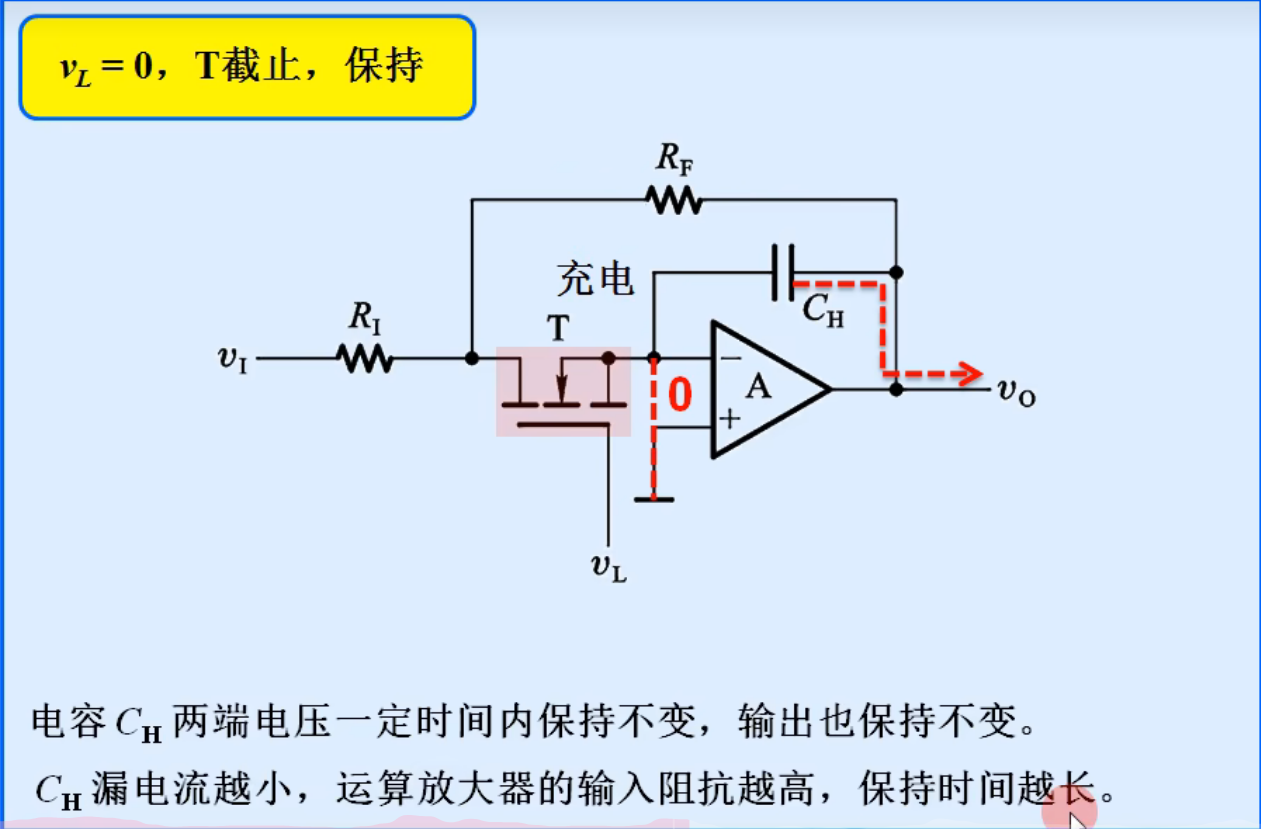 v_L = 0，T截止，保持
R_F
充电
C_H
R_I
T
v_I
−
0
A
+
v_O
v_L
电容 C_H 两端电压一定时间内保持不变，输出也保持不变。
C_H 漏电流越小，运算放大器的输入阻抗越高，保持时间越长。